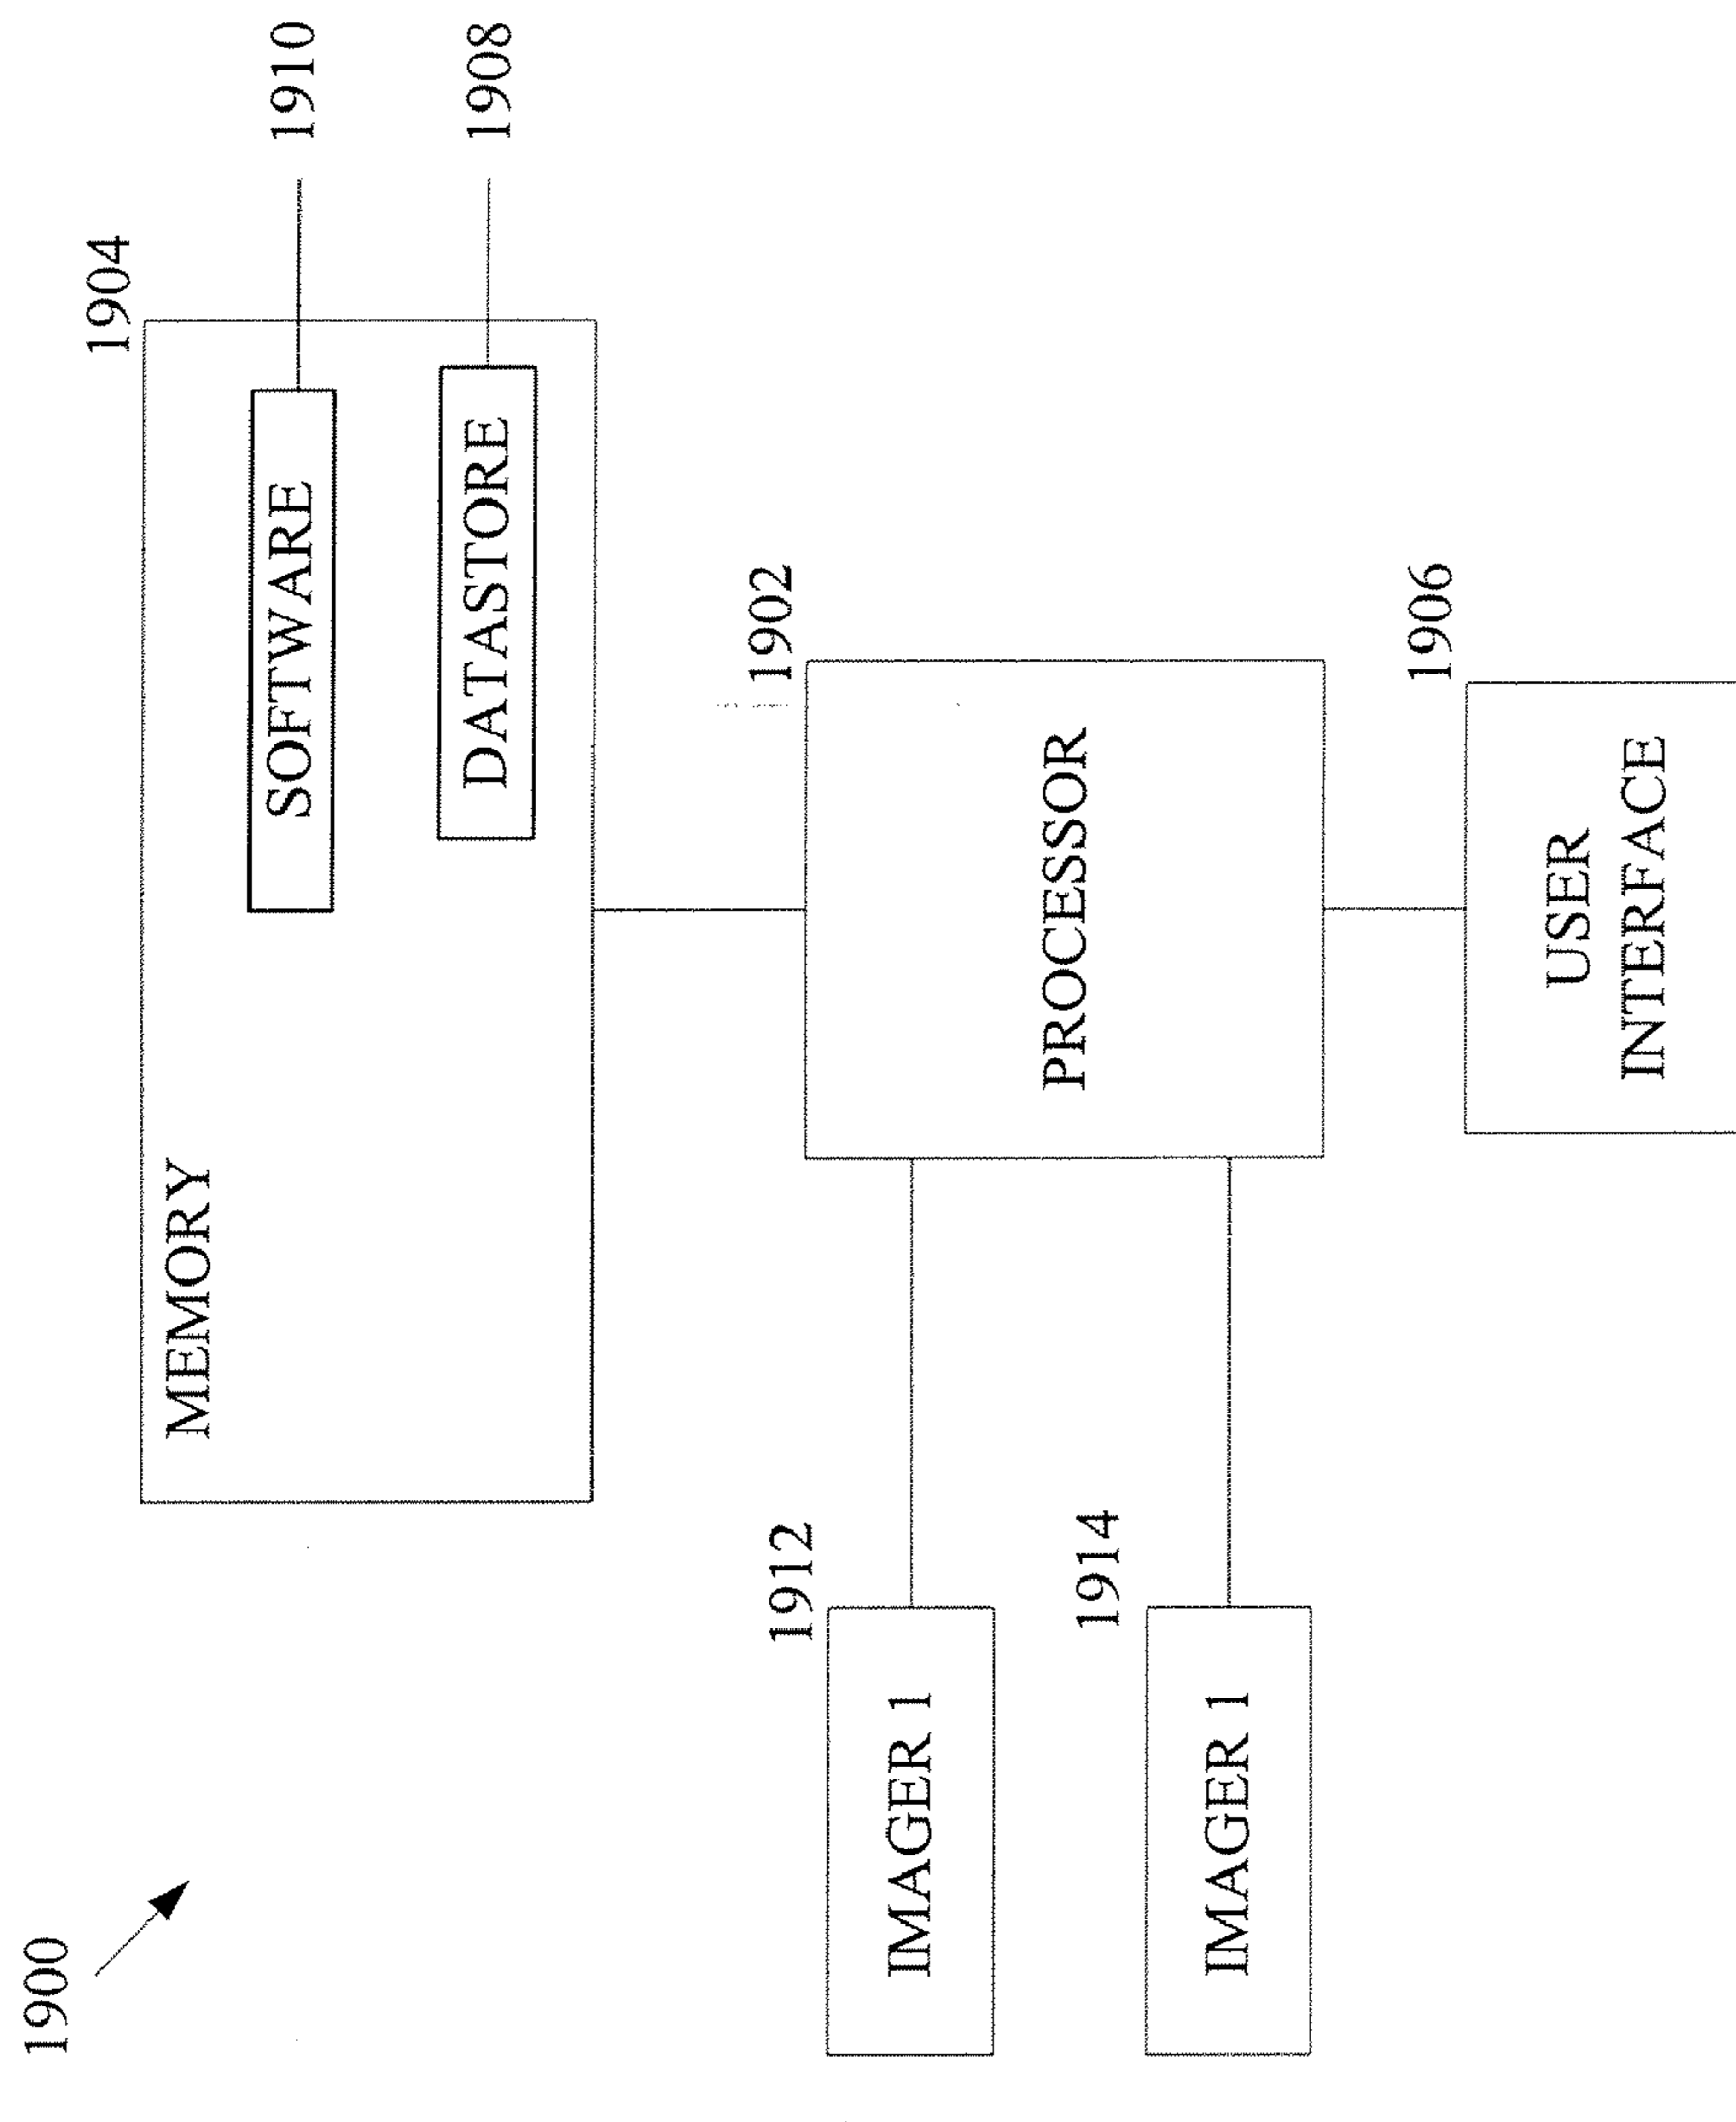 1900
1904
MEMORY
SOFTWARE
1910
DATASTORE
1908
1902
PROCESSOR
1912
IMAGER 1
1914
IMAGER 1
1906
USER
INTERFACE